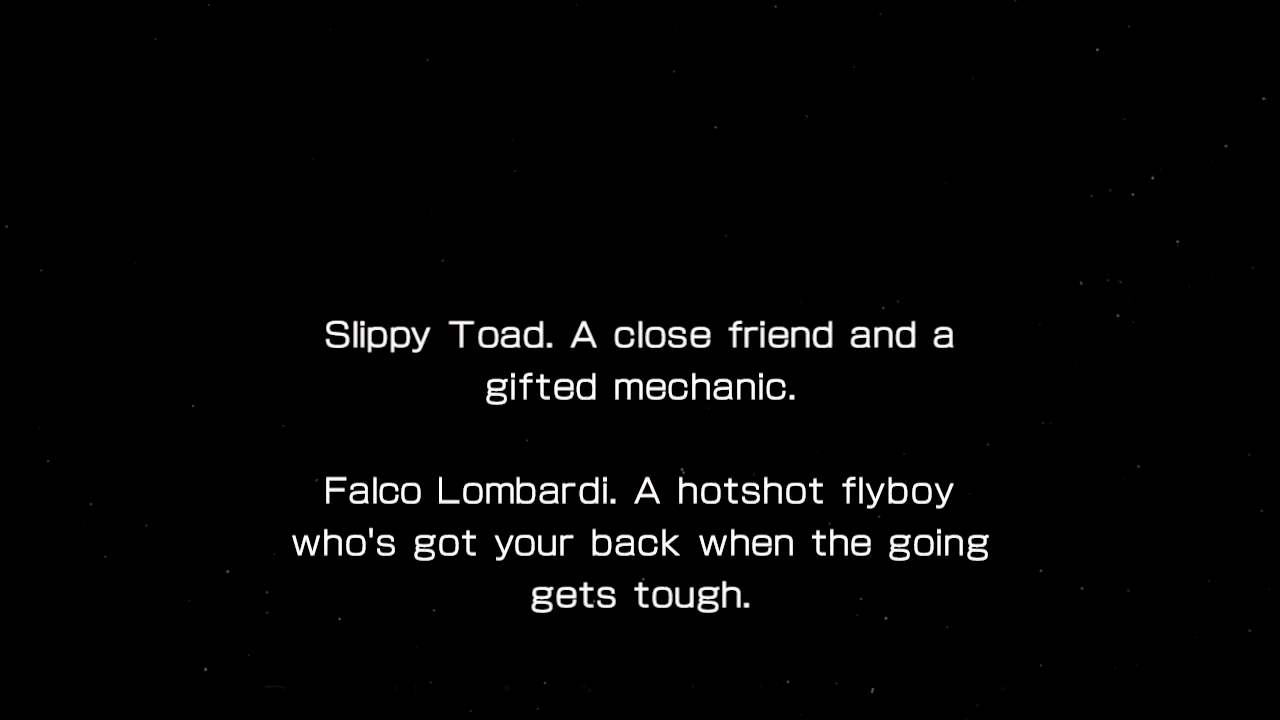 Slippy Toad. A close friend and a
gifted mechanic.
Falco Lombardi. A hotshot flyboy
who's got your back when the going
gets tough.